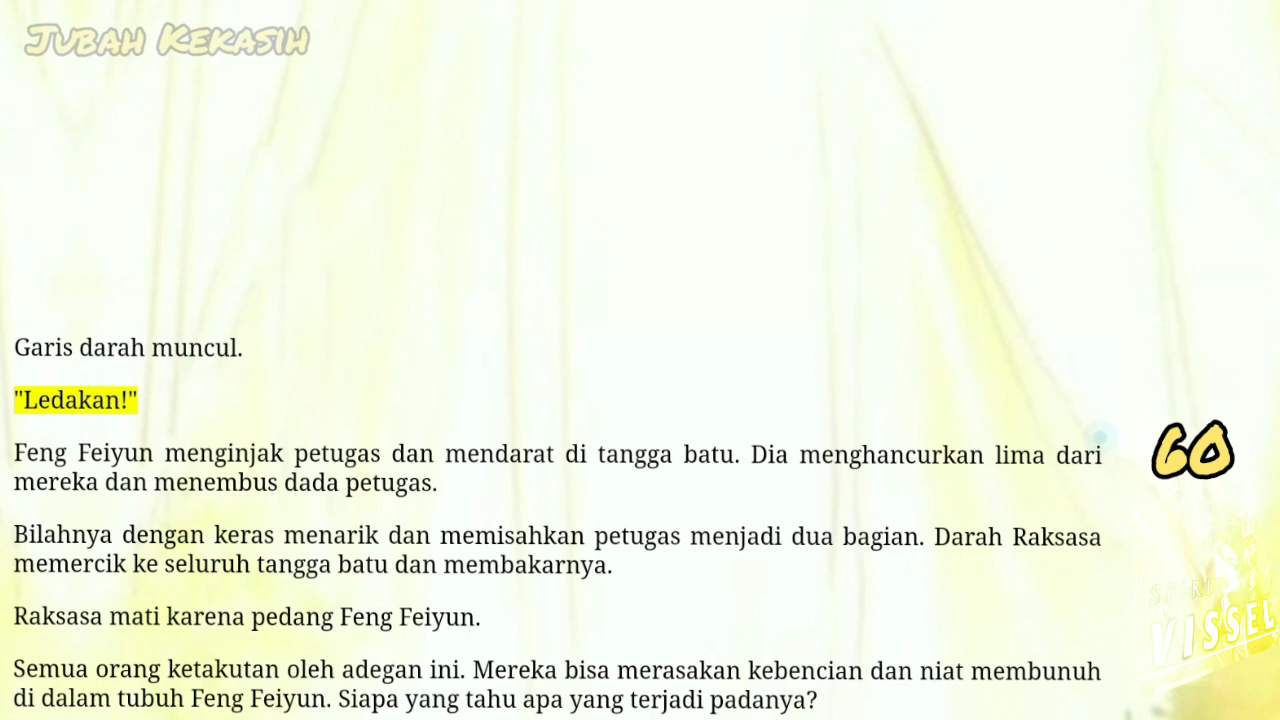 Jubah Kekasih
Garis darah muncul.
"Ledakan!"
Feng Feiyun menginjak petugas dan mendarat di tangga batu. Dia menghancurkan lima dari
mereka dan menembus dada petugas.
60
Bilahnya dengan keras menarik dan memisahkan petugas menjadi dua bagian. Darah Raksasa
memercik ke seluruh tangga batu dan membakarnya.
Raksasa mati karena pedang Feng Feiyun.
Semua orang ketakutan oleh adegan ini. Mereka bisa merasakan kebencian dan niat membunuh
di dalam tubuh Feng Feiyun. Siapa yang tahu apa yang terjadi padanya?
SPIRIT
VISSEL